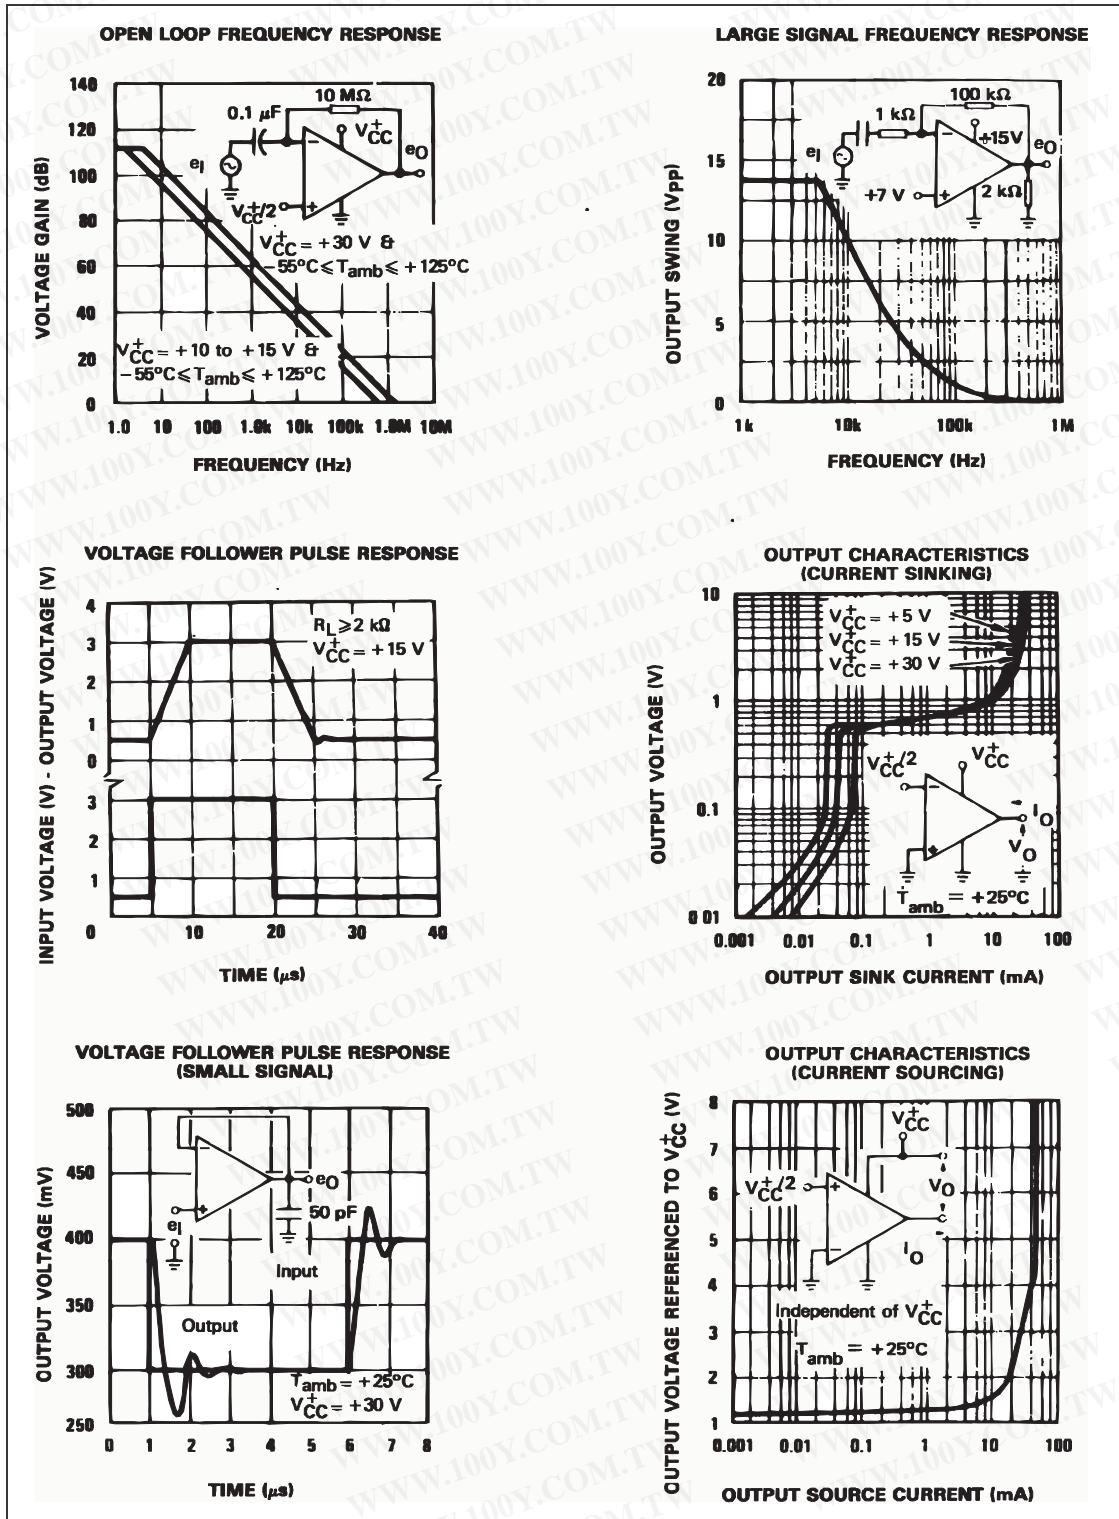 OPEN LOOP FREQUENCY RESPONSE
VOLTAGE GAIN (dB)
140
120
100
80
60
40
20
0
0.1 μF
10 MΩ
eI
V+CC
eO
V+CC/2
V+CC = +30 V &
-55°C ≤ Tamb ≤ +125°C
V+CC = +10 to +15 V &
-55°C ≤ Tamb ≤ +125°C
1.0 10 100 1.0k 10k 100k 1.0M 10M
FREQUENCY (Hz)
LARGE SIGNAL FREQUENCY RESPONSE
OUTPUT SWING (Vpp)
20
15
10
5
0
100 kΩ
1 kΩ
+15V
eO
eI
+7 V
2 kΩ
1k 10k 100k 1M
FREQUENCY (Hz)
VOLTAGE FOLLOWER PULSE RESPONSE
INPUT VOLTAGE (V) - OUTPUT VOLTAGE (V)
4
3
2
1
0
3
2
1
RL ≥ 2 kΩ
V+CC = +15 V
0 10 20 30 40
TIME (μs)
OUTPUT CHARACTERISTICS
(CURRENT SINKING)
OUTPUT VOLTAGE (V)
10
1
0.1
0.01
V+CC = +5 V
V+CC = +15 V
V+CC = +30 V
V+CC/2
V+CC
IO
VO
Tamb = +25°C
0.001 0.01 0.1 1 10 100
OUTPUT SINK CURRENT (mA)
VOLTAGE FOLLOWER PULSE RESPONSE
(SMALL SIGNAL)
OUTPUT VOLTAGE (mV)
500
450
400
350
300
250
eO
50 pF
eI
Input
Output
Tamb = +25°C
V+CC = +30 V
0 1 2 3 4 5 6 7 8
TIME (μs)
OUTPUT CHARACTERISTICS
(CURRENT SOURCING)
OUTPUT VOLTAGE REFERENCED TO V+CC (V)
8
7
6
5
4
3
2
1
V+CC
V+CC/2
VO
IO
Independent of V+CC
Tamb = +25°C
0.001 0.01 0.1 1 10 100
OUTPUT SOURCE CURRENT (mA)
WWW.100Y.COM.TW